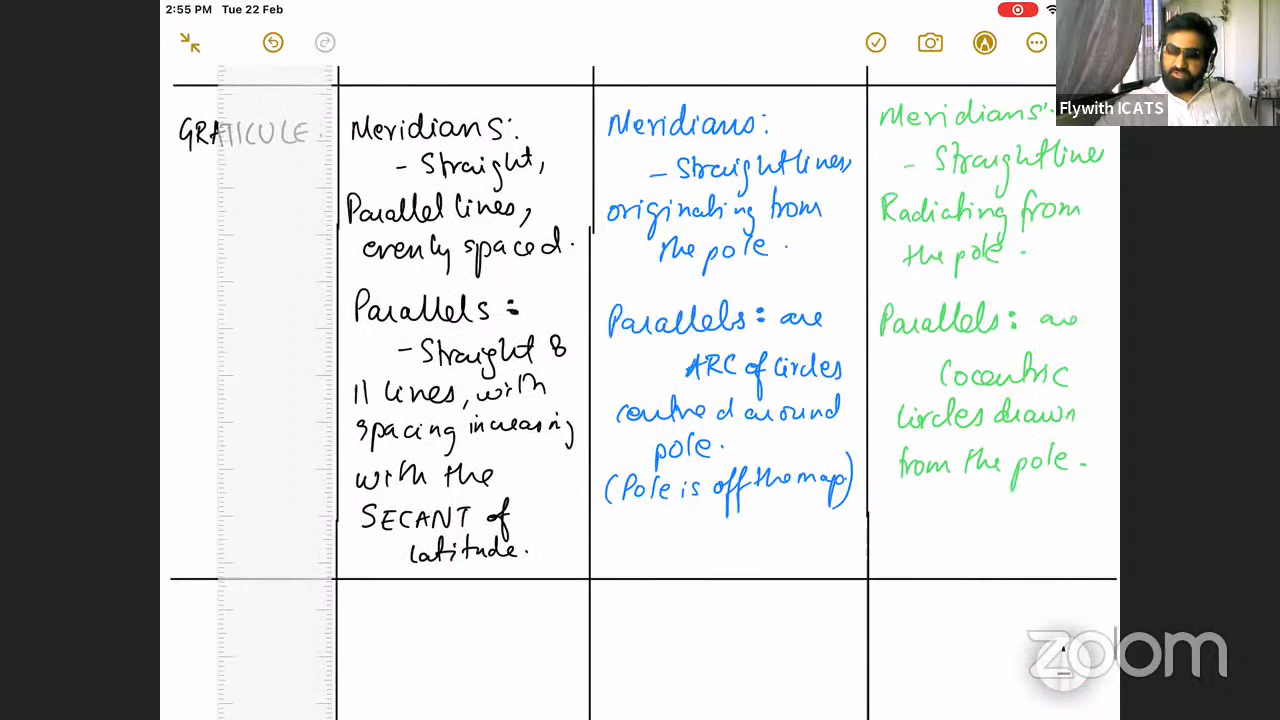 2:55 PM Tue 22 Feb
Flywith ICATS
GRATICULE.
Meridians:
- Straight,
Parallel lines,
evenly spaced.
Parallels:
- Straight &
11 lines, with
spacing increasing
with the
SECANT of
latitude.
Meridians:
- Straight lines,
originating from
the pole.
Parallels: are
ARC of circles
centred around
pole.
(Pole is off the map)
Meridians:
- Straight lines
Radiating from
the pole.
Parallels: are
Cocentric
circles drawn
from the pole.
zoom